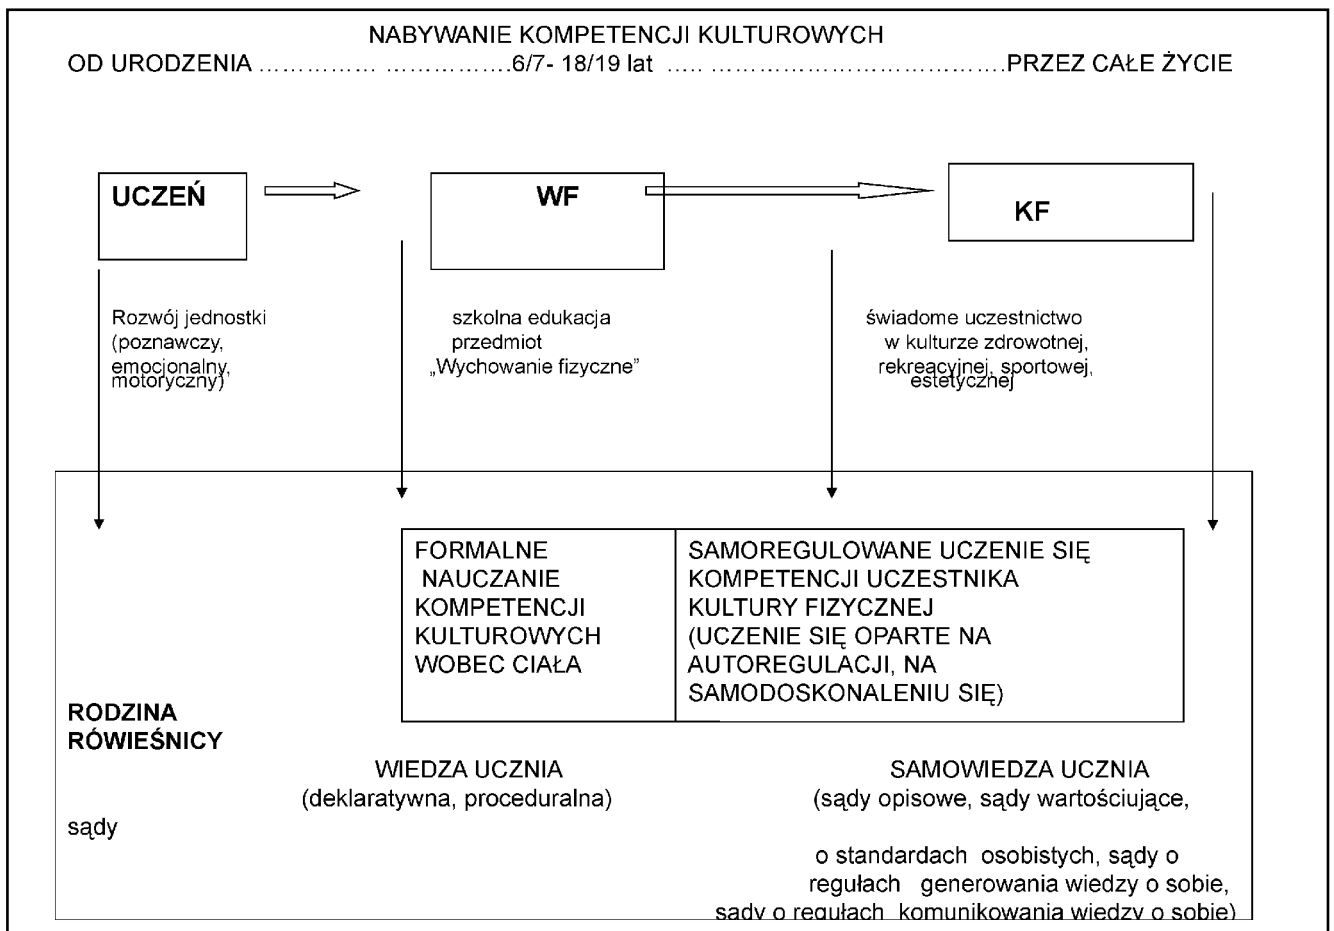 NABYWANIE KOMPETENCJI KULTUROWYCH
OD URODZENIA …………… …………….6/7- 18/19 lat ….. ……………………………….PRZEZ CAŁE ŻYCIE
UCZEŃ
WF
KF
Rozwój jednostki
(poznawczy,
emocjonalny,
motoryczny)
szkolna edukacja
przedmiot
„Wychowanie fizyczne”
świadome uczestnictwo
w kulturze zdrowotnej,
rekreacyjnej, sportowej,
estetycznej
FORMALNE
NAUCZANIE
KOMPETENCJI
KULTUROWYCH
WOBEC CIAŁA
SAMOREGULOWANE UCZENIE SIĘ
KOMPETENCJI UCZESTNIKA
KULTURY FIZYCZNEJ
(UCZENIE SIĘ OPARTE NA
AUTOREGULACJI, NA
SAMODOSKONALENIU SIĘ)
RODZINA
RÓWIEŚNICY
WIEDZA UCZNIA
(deklaratywna, proceduralna)
SAMOWIEDZA UCZNIA
(sądy opisowe, sądy wartościujące,
sądy
o standardach osobistych, sądy o
regułach generowania wiedzy o sobie,
sądy o regułach komunikowania wiedzy o sobie)